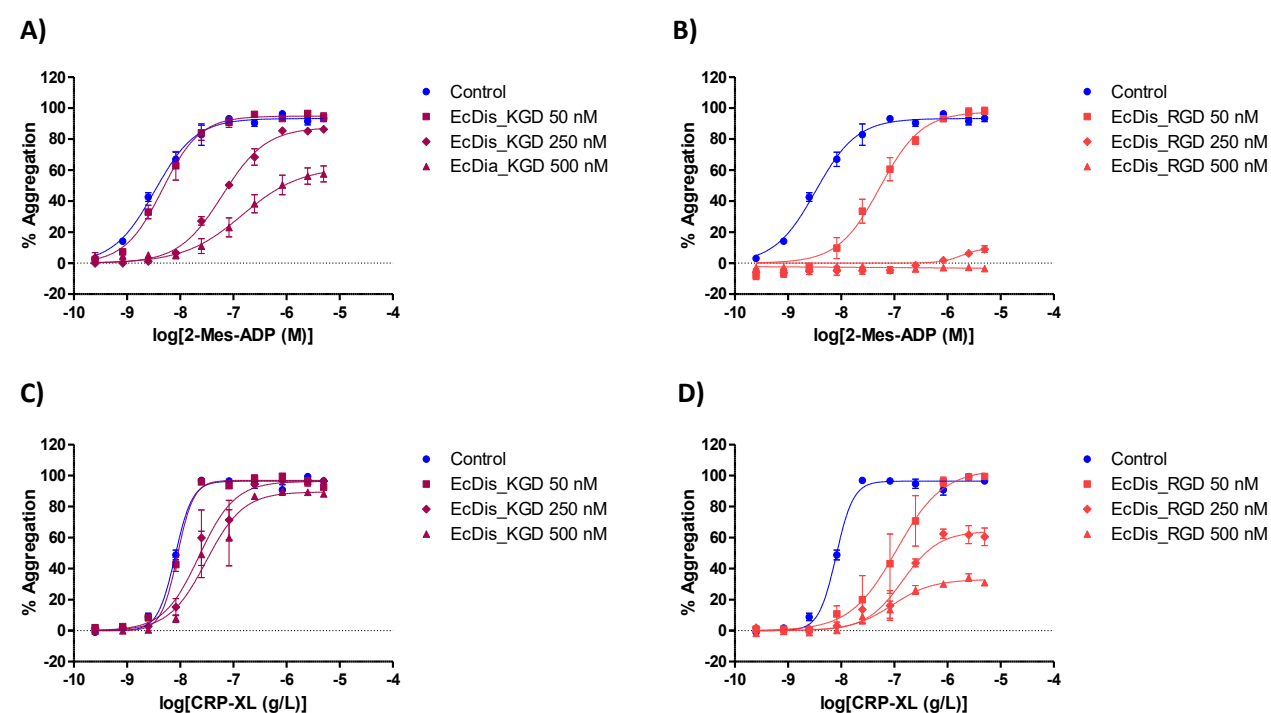 A)
120
100
80
60
40
20
0
-20
% Aggregation
-10 -9 -8 -7 -6 -5 -4
log[2-Mes-ADP (M)]
Control
EcDis_KGD 50 nM
EcDis_KGD 250 nM
EcDia_KGD 500 nM
B)
120
100
80
60
40
20
0
-20
% Aggregation
-10 -9 -8 -7 -6 -5 -4
log[2-Mes-ADP (M)]
Control
EcDis_RGD 50 nM
EcDis_RGD 250 nM
EcDis_RGD 500 nM
C)
120
100
80
60
40
20
0
-20
% Aggregation
-10 -9 -8 -7 -6 -5 -4
log[CRP-XL (g/L)]
Control
EcDis_KGD 50 nM
EcDis_KGD 250 nM
EcDis_KGD 500 nM
D)
120
100
80
60
40
20
0
-20
% Aggregation
-10 -9 -8 -7 -6 -5 -4
log[CRP-XL (g/L)]
Control
EcDis_RGD 50 nM
EcDis_RGD 250 nM
EcDis_RGD 500 nM